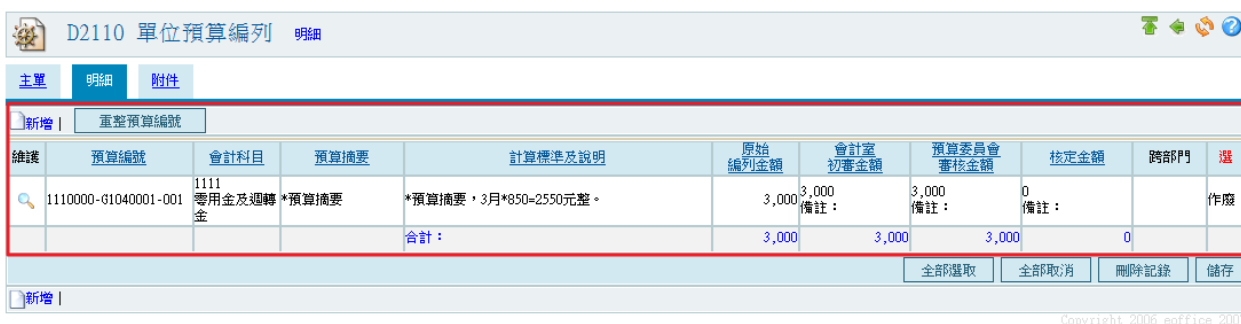 D2110 單位預算編列 明細
主單 明細 附件
新增 | 重整預算編號
維護 預算編號 會計科目 預算摘要 計算標準及說明 原始 會計室 預算委員會 核定金額 跨部門 選
編列金額 初審金額 審核金額
1110000-G1040001-001 1111 *預算摘要 *預算摘要，3月*850=2550元整。 3,000 3,000 3,000 0 作廢
零用金及週轉 備註： 備註： 備註：
金
合計： 3,000 3,000 3,000 0
全部選取 全部取消 刪除記錄 儲存
新增 |
Copyright 2006 eoffice 200